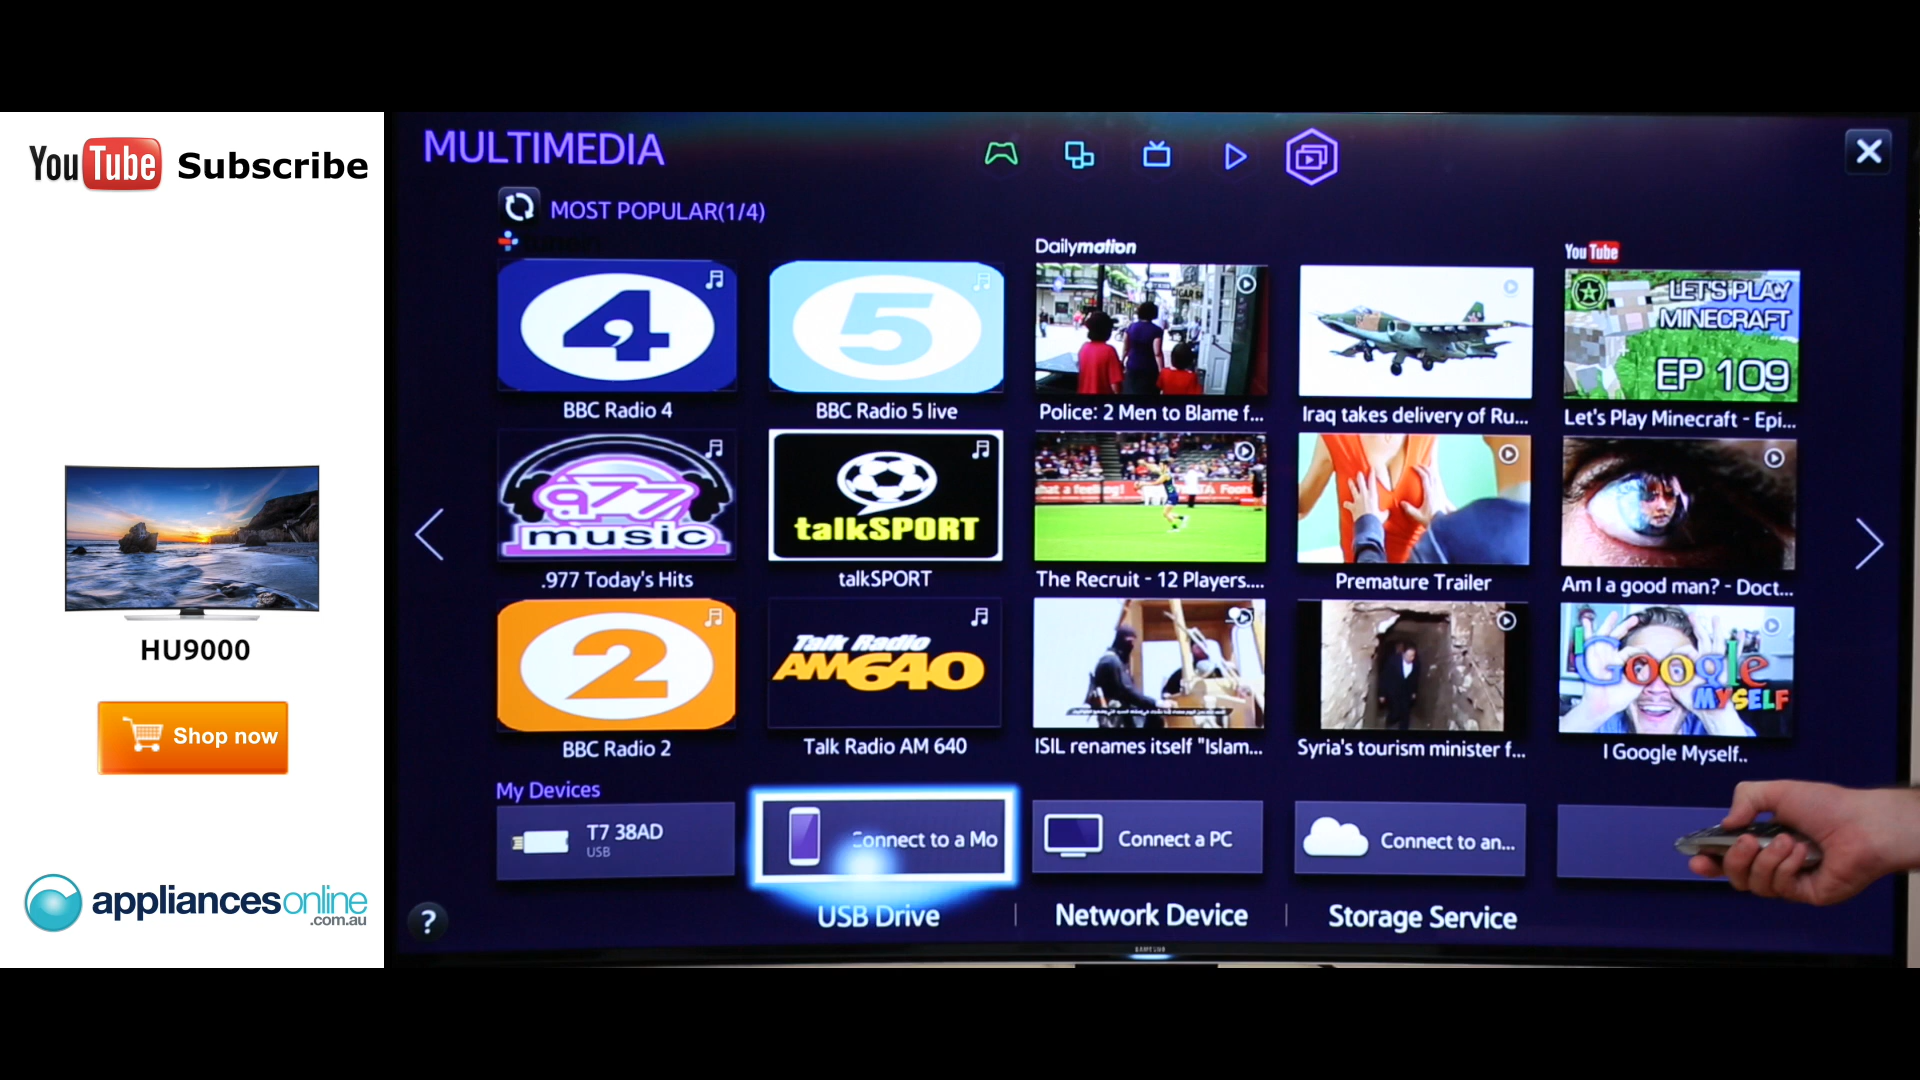 YouTube Subscribe
HU9000
Shop now
appliancesonline
.com.au
MULTIMEDIA
MOST POPULAR(1/4)
Dailymotion
YouTube
4
5
LET'S PLAY
MINECRAFT
EP 109
BBC Radio 4
BBC Radio 5 live
Police: 2 Men to Blame f...
Iraq takes delivery of Ru...
Let's Play Minecraft - Epi...
.977
music
talkSPORT
.977 Today's Hits
talkSPORT
The Recruit - 12 Players....
Premature Trailer
Am I a good man? - Doct...
2
Talk Radio
AM640
I
GOOGLE
MYSELF
BBC Radio 2
Talk Radio AM 640
ISIL renames itself "Islam...
Syria's tourism minister f...
I Google Myself..
My Devices
T7 38AD
USB
Connect to a Mo
Connect a PC
Connect to an...
?
USB Drive
Network Device
Storage Service
SAMSUNG